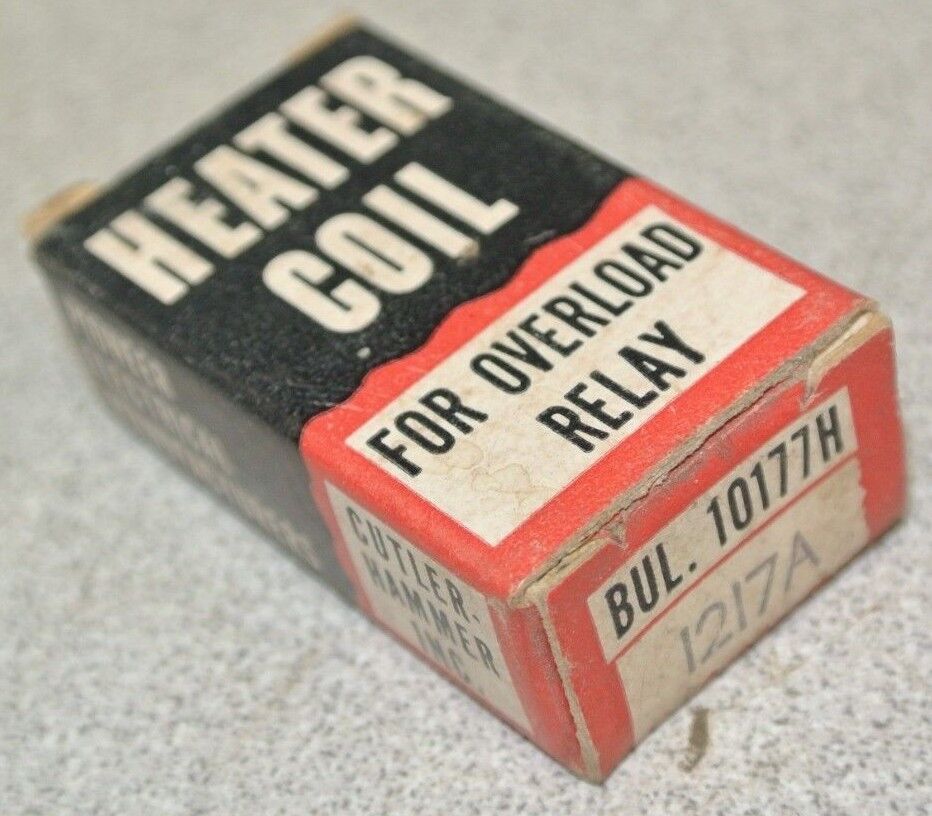 HEATER
COIL
FOR OVERLOAD
RELAY
CUTLER-
HAMMER
INC.
BUL. 10177H
1217A